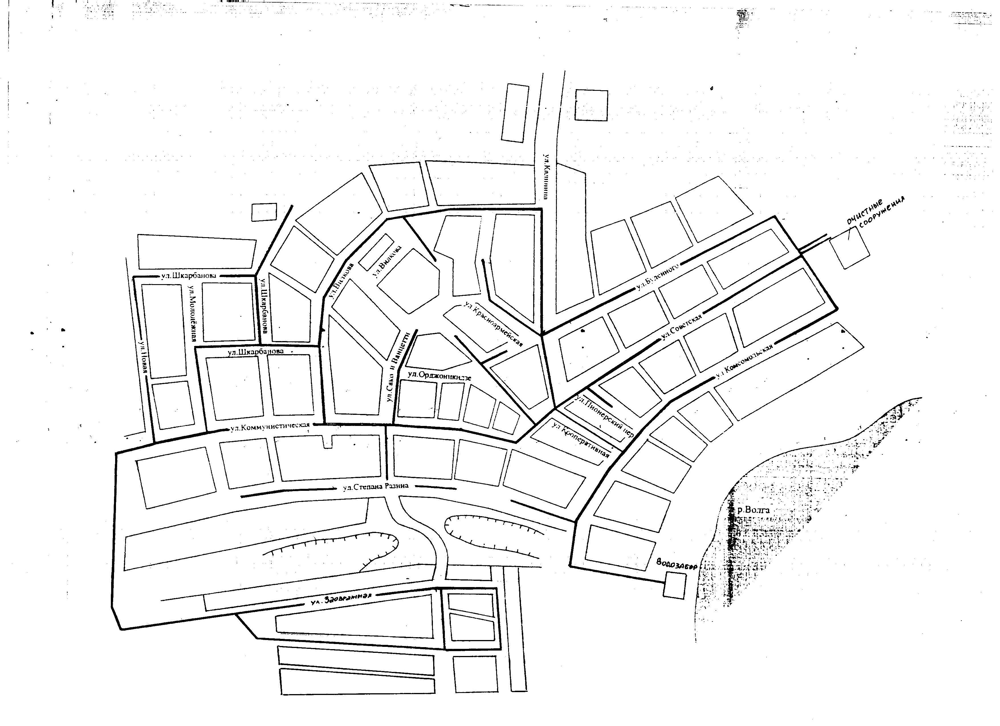 ул.Калинина
очистные
сооружения
ул.Вилкова
ул.Вилкова
ул.Буденного
ул.Шкарбанова
ул.Шкарбанова
ул.Молодёжная
ул.Красноармейская
ул.Советская
ул.Новая
ул.Шкарбанова
ул.Сако и Ванцетти
ул.Орджоникидзе
ул.Комсомольская
ул.Пионерский пер
ул.Кооперативная
ул.Коммунистическая
ул.Степана Разина
р.Волга
Водозабор
ул.Заовражная